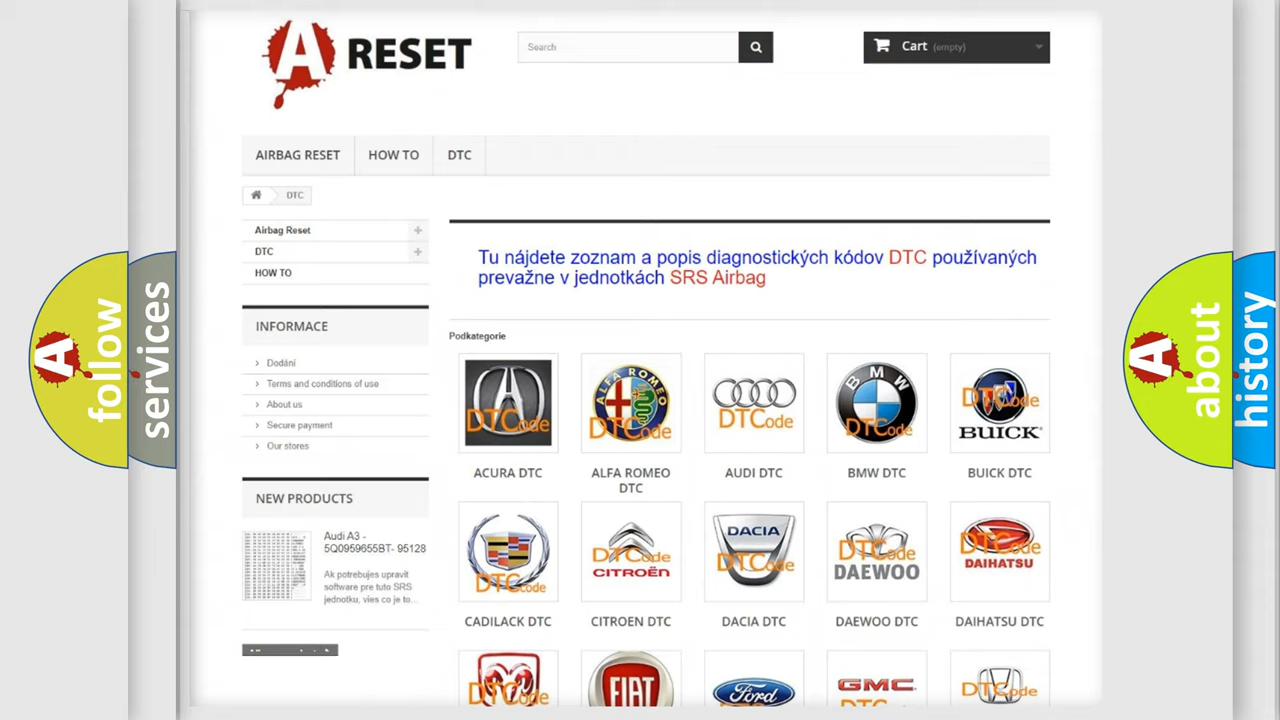 A RESET
Search
Cart (empty)
AIRBAG RESET
HOW TO
DTC
DTC
Airbag Reset
DTC
HOW TO
Tu nájdete zoznam a popis diagnostických kódov DTC používaných
prevažne v jednotkách SRS Airbag
INFORMACE
Dodání
Terms and conditions of use
About us
Secure payment
Our stores
Podkategorie
DTCode
ALFA ROMEO
DTCode
DTCode
BMW
DTCode
DTCode
BUICK
ACURA DTC
ALFA ROMEO
DTC
AUDI DTC
BMW DTC
BUICK DTC
NEW PRODUCTS
Audi A3 -
5Q0959655BT- 95128
Ak potrebujes upravit
software pre tuto SRS
jednotku, vies co je to...
DTCode
DTCode
CITROËN
DACIA
DTCode
DTCode
DAEWOO
DTCode
DAIHATSU
CADILACK DTC
CITROEN DTC
DACIA DTC
DAEWOO DTC
DAIHATSU DTC
DTCode
FIAT
Ford
GMC
DTCode
A follow
services
A about
history